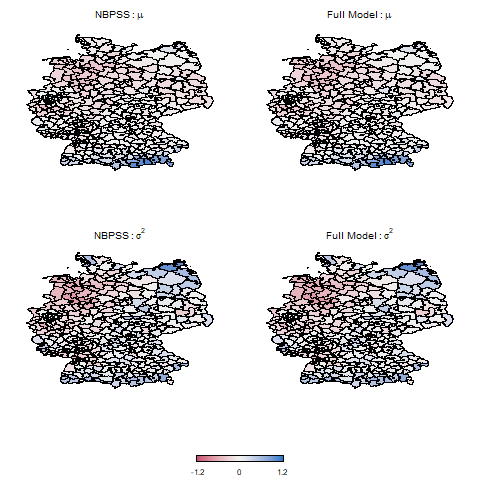 NBPSS : μ
Full Model : μ
NBPSS : σ²
Full Model : σ²
-1.2 0 1.2